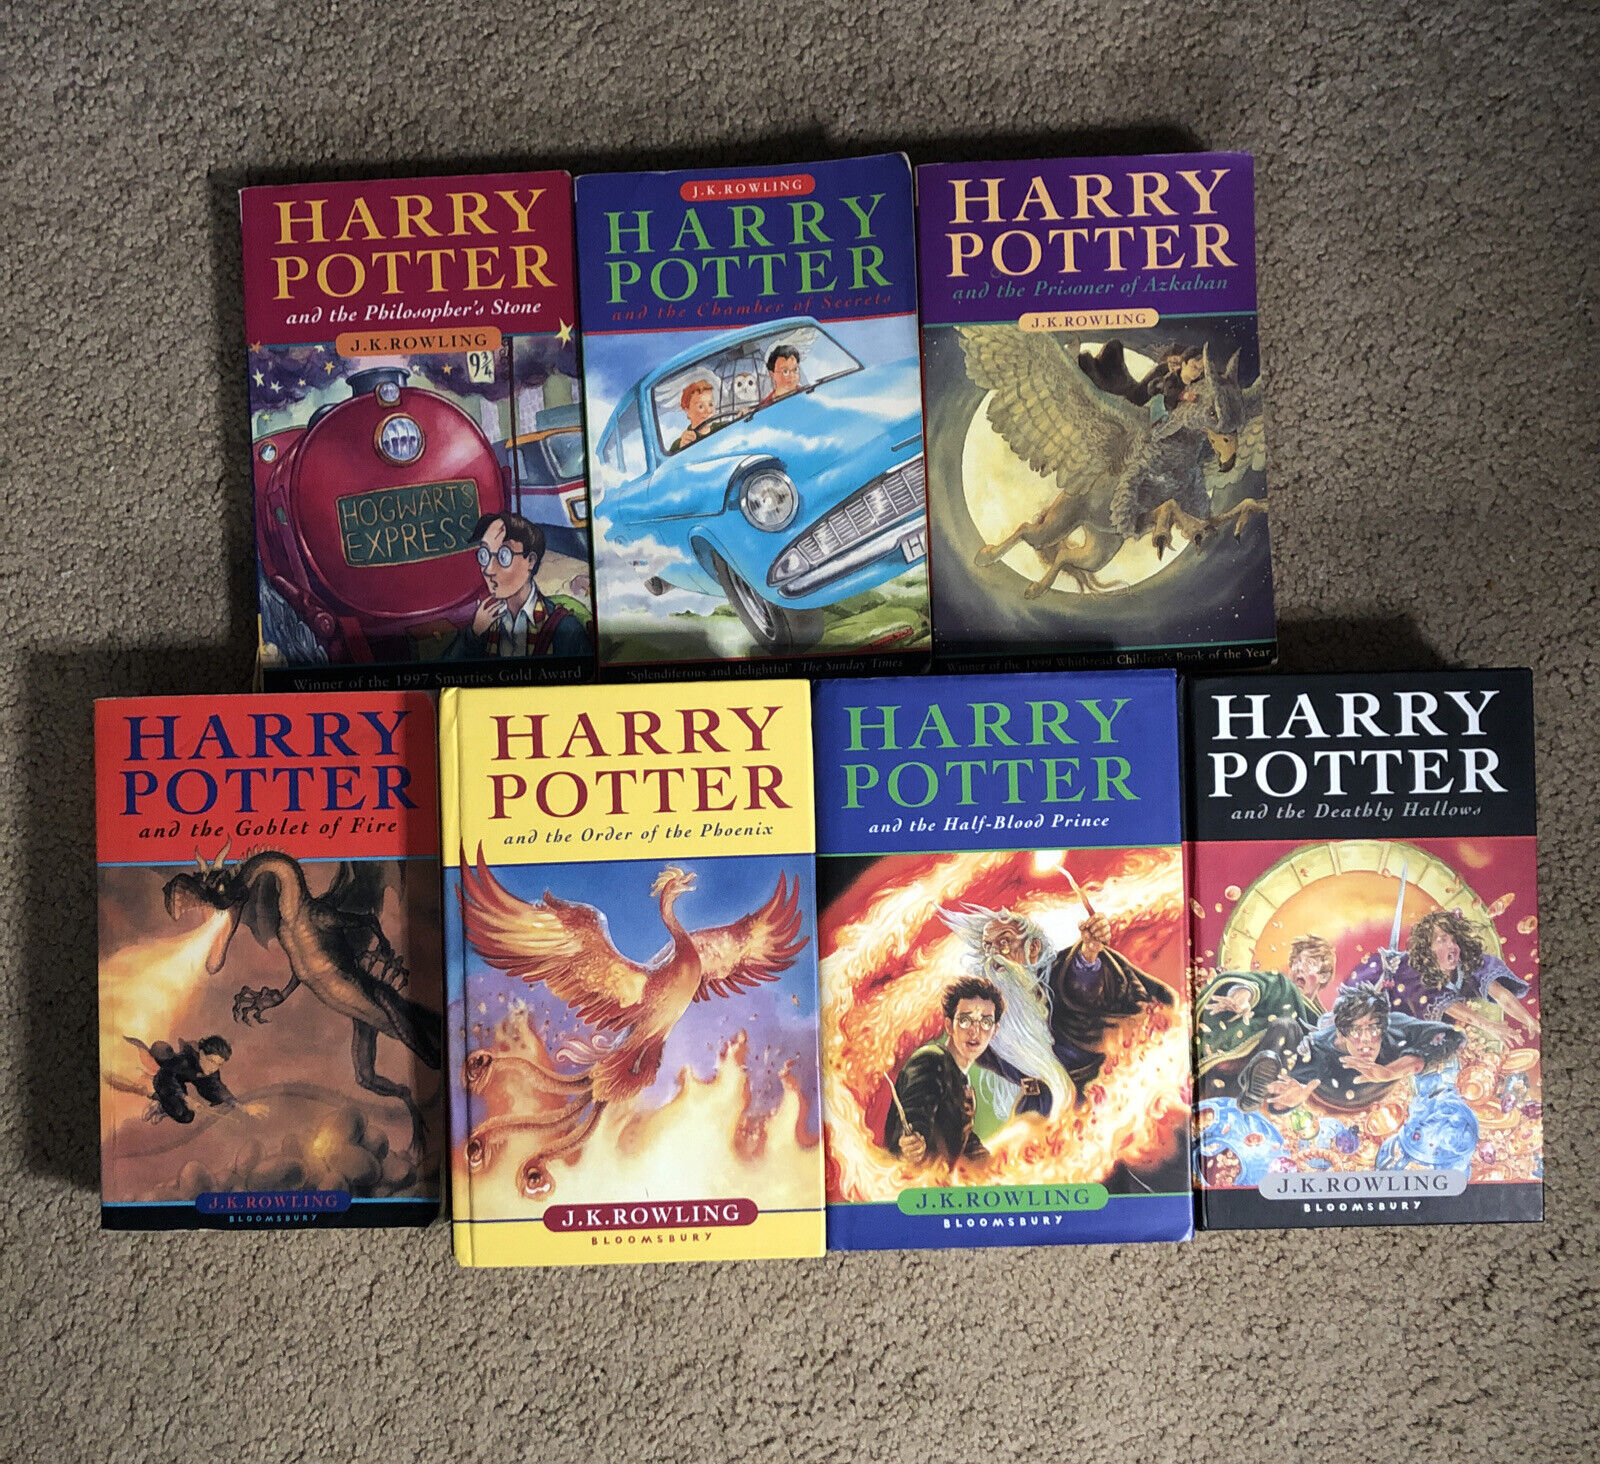 HARRY
POTTER
and the Philosopher's Stone
J.K.ROWLING
9¾
HOGWARTS
EXPRESS
Winner of the 1997 Smarties Gold Award
J.K.ROWLING
HARRY
POTTER
and the Chamber of Secrets
H
'Splendiferous and delightful' The Sunday Times
HARRY
POTTER
and the Prisoner of Azkaban
J.K.ROWLING
Winner of the 1999 Whitbread Children's Book of the Year
HARRY
POTTER
and the Goblet of Fire
J.K.ROWLING
BLOOMSBURY
HARRY
POTTER
and the Order of the Phoenix
J.K.ROWLING
BLOOMSBURY
HARRY
POTTER
and the Half-Blood Prince
J.K.ROWLING
BLOOMSBURY
HARRY
POTTER
and the Deathly Hallows
J.K.ROWLING
BLOOMSBURY